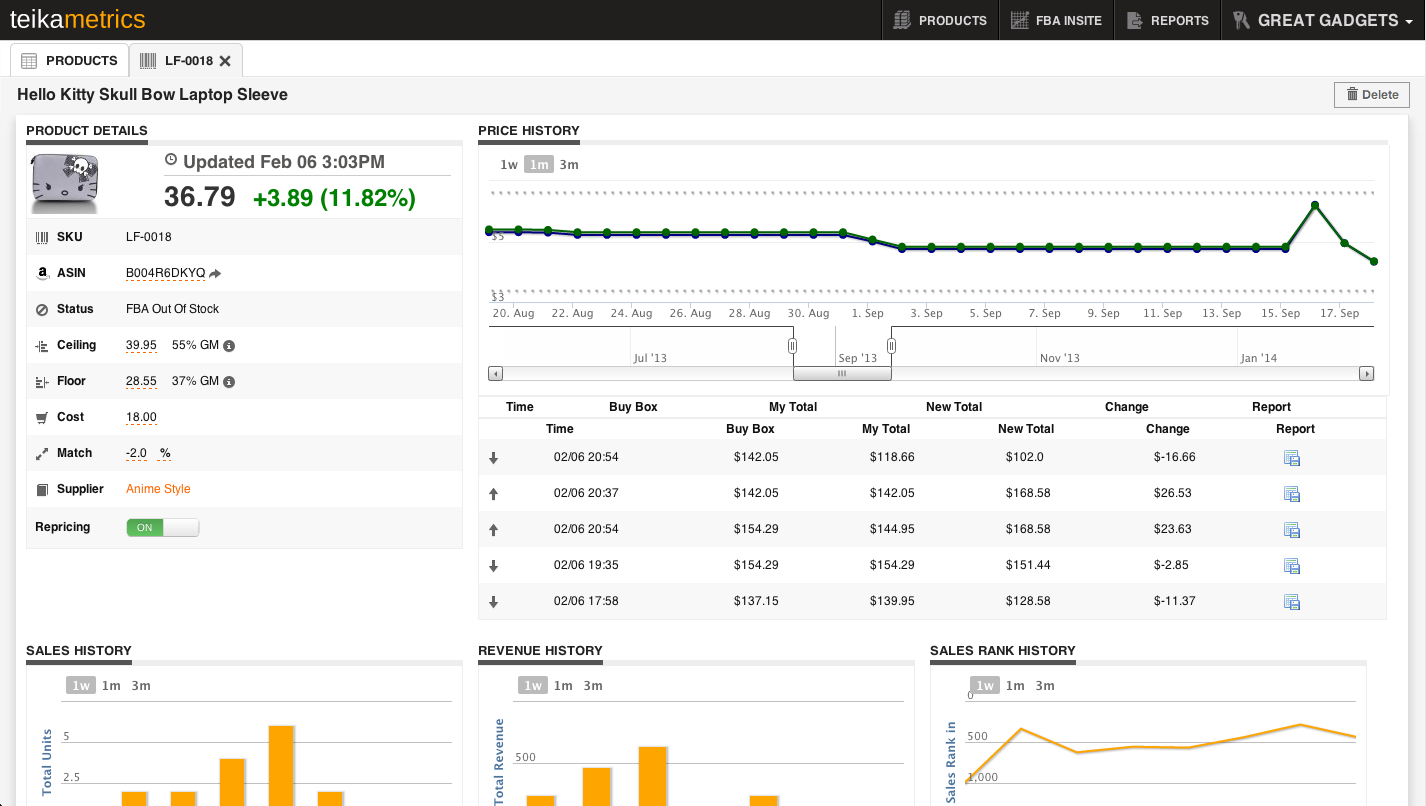 teikametrics
PRODUCTS
FBA INSITE
REPORTS
GREAT GADGETS
PRODUCTS
LF-0018
Hello Kitty Skull Bow Laptop Sleeve
Delete
PRODUCT DETAILS
Updated Feb 06 3:03PM
36.79 +3.89 (11.82%)
SKU LF-0018
ASIN B004R6DKYQ
Status FBA Out Of Stock
Ceiling 39.95 55% GM
Floor 28.55 37% GM
Cost 18.00
Match -2.0 %
Supplier Anime Style
Repricing ON
PRICE HISTORY
1w 1m 3m
$5
$3
20. Aug 22. Aug 24. Aug 26. Aug 28. Aug 30. Aug 1. Sep 3. Sep 5. Sep 7. Sep 9. Sep 11. Sep 13. Sep 15. Sep 17. Sep
Jul '13 Sep '13 Nov '13 Jan '14
Time Buy Box My Total New Total Change Report
Time Buy Box My Total New Total Change Report
02/06 20:54 $142.05 $118.66 $102.0 $-16.66
02/06 20:37 $142.05 $142.05 $168.58 $26.53
02/06 20:54 $154.29 $144.95 $168.58 $23.63
02/06 19:35 $154.29 $154.29 $151.44 $-2.85
02/06 17:58 $137.15 $139.95 $128.58 $-11.37
SALES HISTORY
1w 1m 3m
Total Units
5
2.5
REVENUE HISTORY
1w 1m 3m
Total Revenue
500
SALES RANK HISTORY
1w 1m 3m
Sales Rank in
0
500
1,000